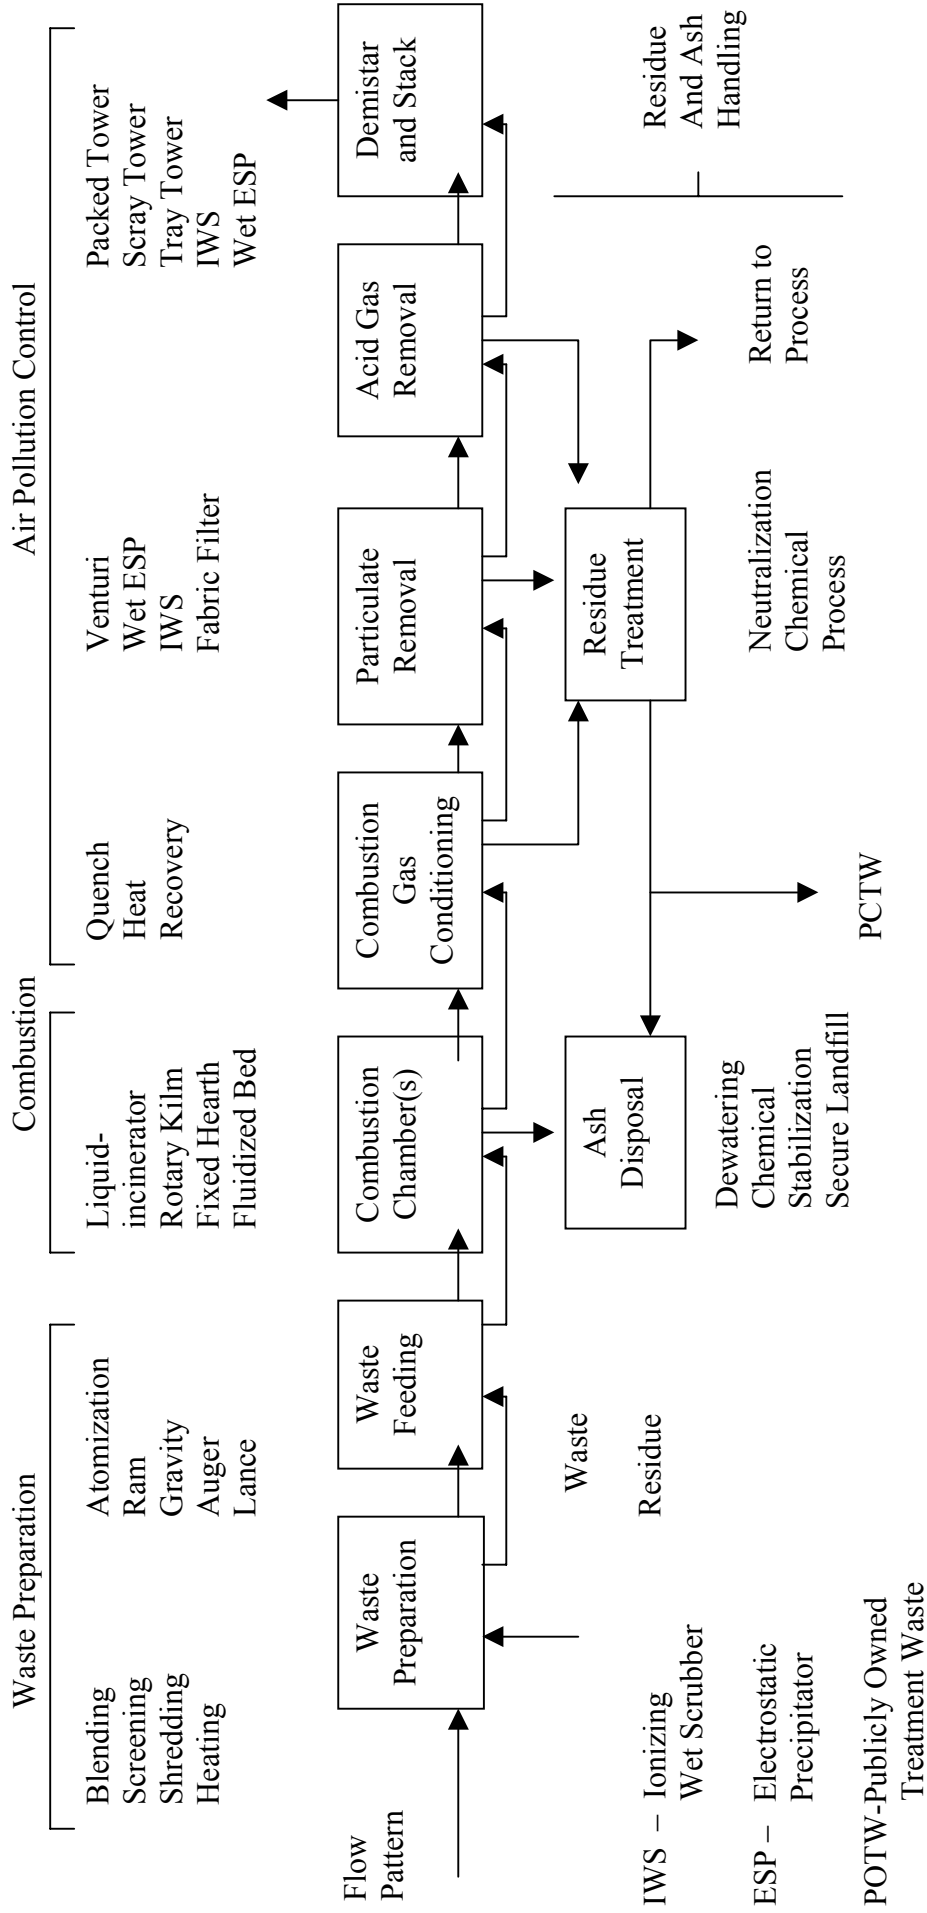 Waste Preparation
Combustion
Air Pollution Control
Blending
Screening
Shredding
Heating
Atomization
Ram
Gravity
Auger
Lance
Liquid-
incinerator
Rotary Kilm
Fixed Hearth
Fluidized Bed
Quench
Heat
Recovery
Venturi
Wet ESP
IWS
Fabric Filter
Packed Tower
Scray Tower
Tray Tower
IWS
Wet ESP
Flow
Pattern
Waste
Preparation
Waste
Feeding
Combustion
Chamber(s)
Combustion
Gas
Conditioning
Particulate
Removal
Acid Gas
Removal
Demistar
and Stack
Waste
Residue
Ash
Disposal
Residue
Treatment
Residue
And Ash
Handling
Dewatering
Chemical
Stabilization
Secure Landfill
PCTW
Neutralization
Chemical
Process
Return to
Process
IWS – Ionizing
Wet Scrubber
ESP – Electrostatic
Precipitator
POTW-Publicly Owned
Treatment Waste